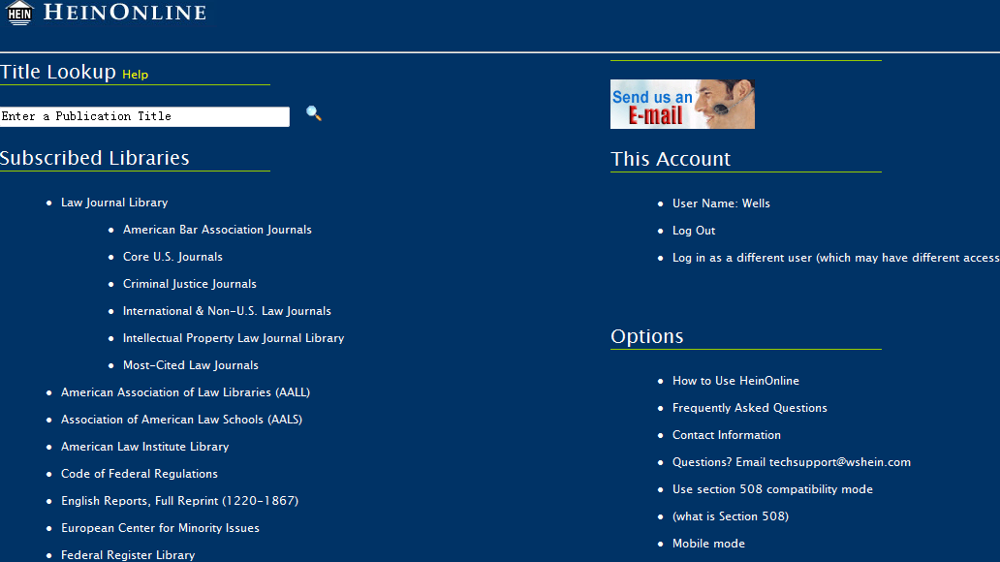 HEIN HEINONLINE
Title Lookup Help
Enter a Publication Title
Subscribed Libraries
Law Journal Library
American Bar Association Journals
Core U.S. Journals
Criminal Justice Journals
International & Non-U.S. Law Journals
Intellectual Property Law Journal Library
Most-Cited Law Journals
American Association of Law Libraries (AALL)
Association of American Law Schools (AALS)
American Law Institute Library
Code of Federal Regulations
English Reports, Full Reprint (1220-1867)
European Center for Minority Issues
Federal Register Library
Send us an
E-mail
This Account
User Name: Wells
Log Out
Log in as a different user (which may have different access
Options
How to Use HeinOnline
Frequently Asked Questions
Contact Information
Questions? Email techsupport@wshein.com
Use section 508 compatibility mode
(what is Section 508)
Mobile mode